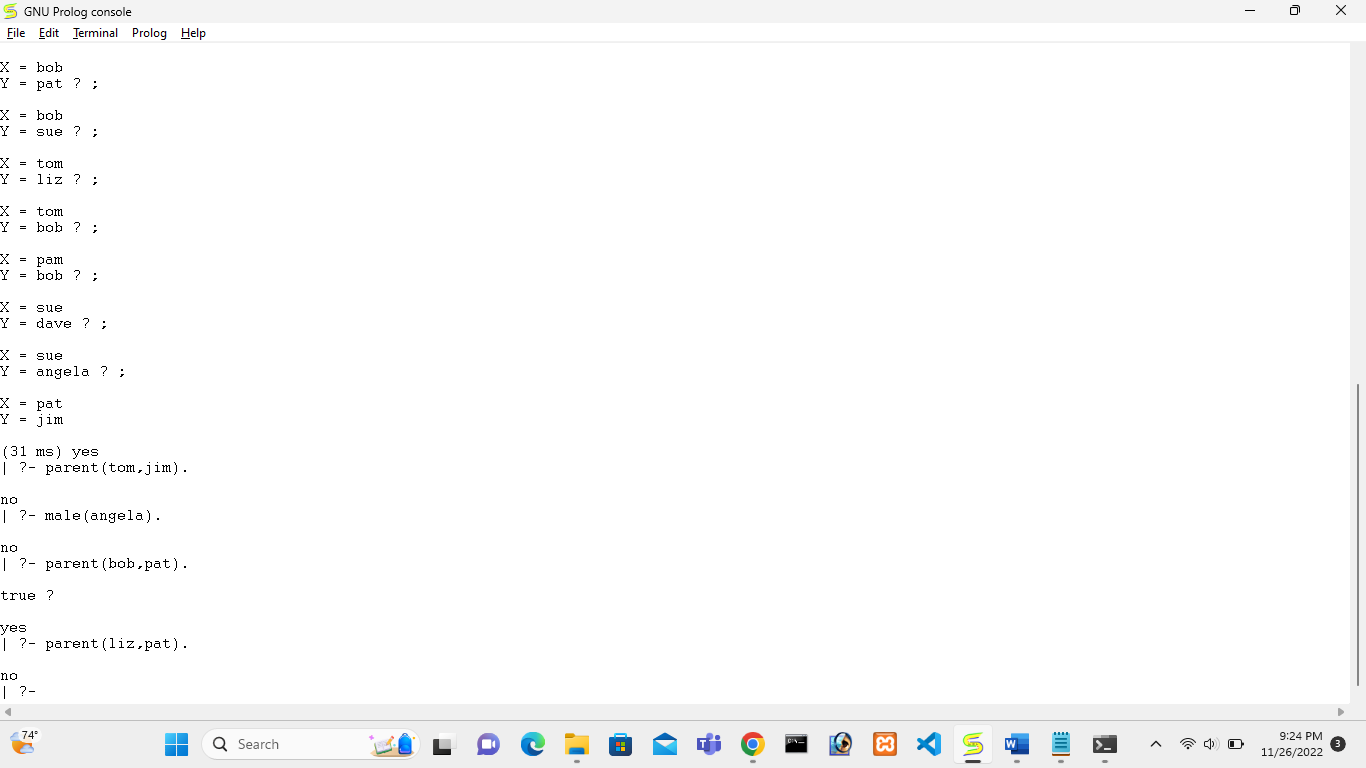 GNU Prolog console
File Edit Terminal Prolog Help
X = bob
Y = pat ? ;
X = bob
Y = sue ? ;
X = tom
Y = liz ? ;
X = tom
Y = bob ? ;
X = pam
Y = bob ? ;
X = sue
Y = dave ? ;
X = sue
Y = angela ? ;
X = pat
Y = jim
(31 ms) yes
| ?- parent(tom,jim).
no
| ?- male(angela).
no
| ?- parent(bob,pat).
true ?
yes
| ?- parent(liz,pat).
no
| ?-
74°
Search
9:24 PM
11/26/2022
3